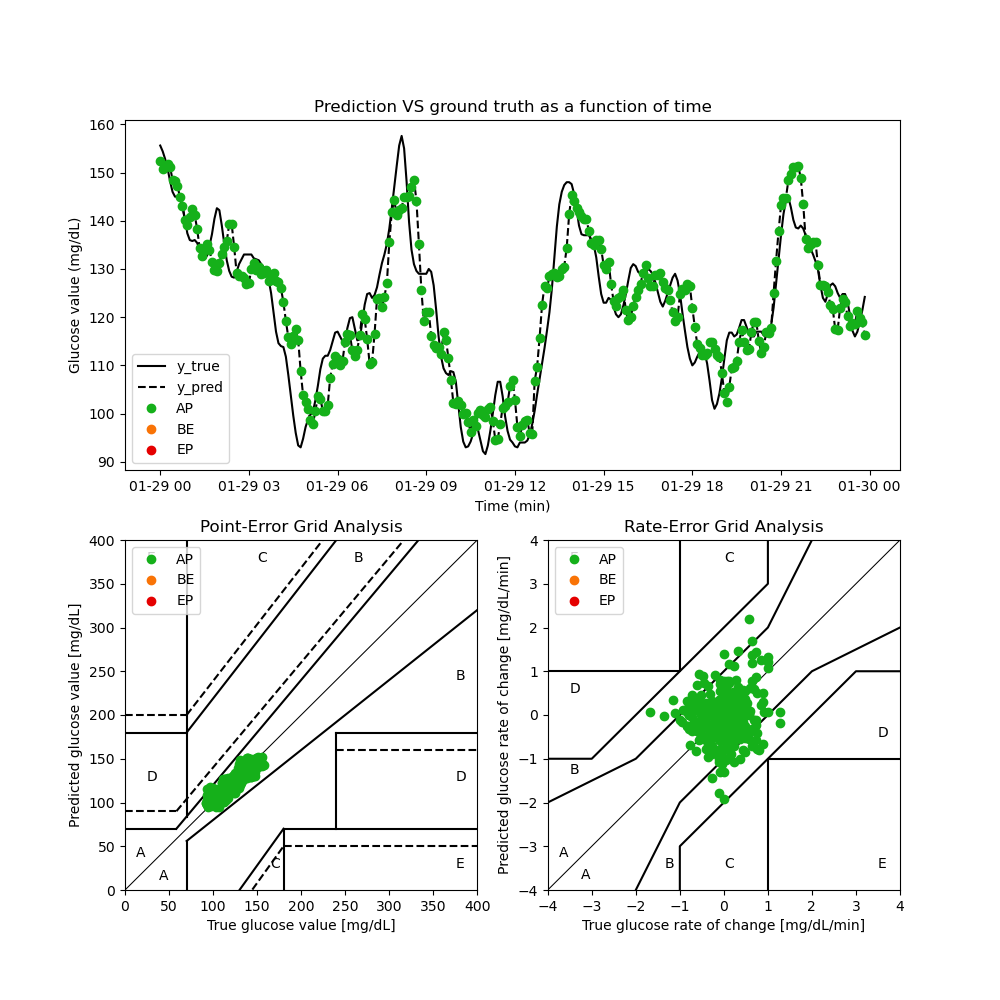 Prediction VS ground truth as a function of time
Glucose value (mg/dL)
160
150
140
130
120
110
100
90
y_true
y_pred
AP
BE
EP
01-29 00 01-29 03 01-29 06 01-29 09 01-29 12 01-29 15 01-29 18 01-29 21 01-30 00
Time (min)
Point-Error Grid Analysis
Predicted glucose value [mg/dL]
400
350
300
250
200
150
100
50
0
AP
BE
EP
C B
B
D D
A
A
C E
0 50 100 150 200 250 300 350 400
True glucose value [mg/dL]
Rate-Error Grid Analysis
Predicted glucose rate of change [mg/dL/min]
4
3
2
1
0
−1
−2
−3
−4
AP
BE
EP
C
D
D
B
A
A
B C E
−4 −3 −2 −1 0 1 2 3 4
True glucose rate of change [mg/dL/min]